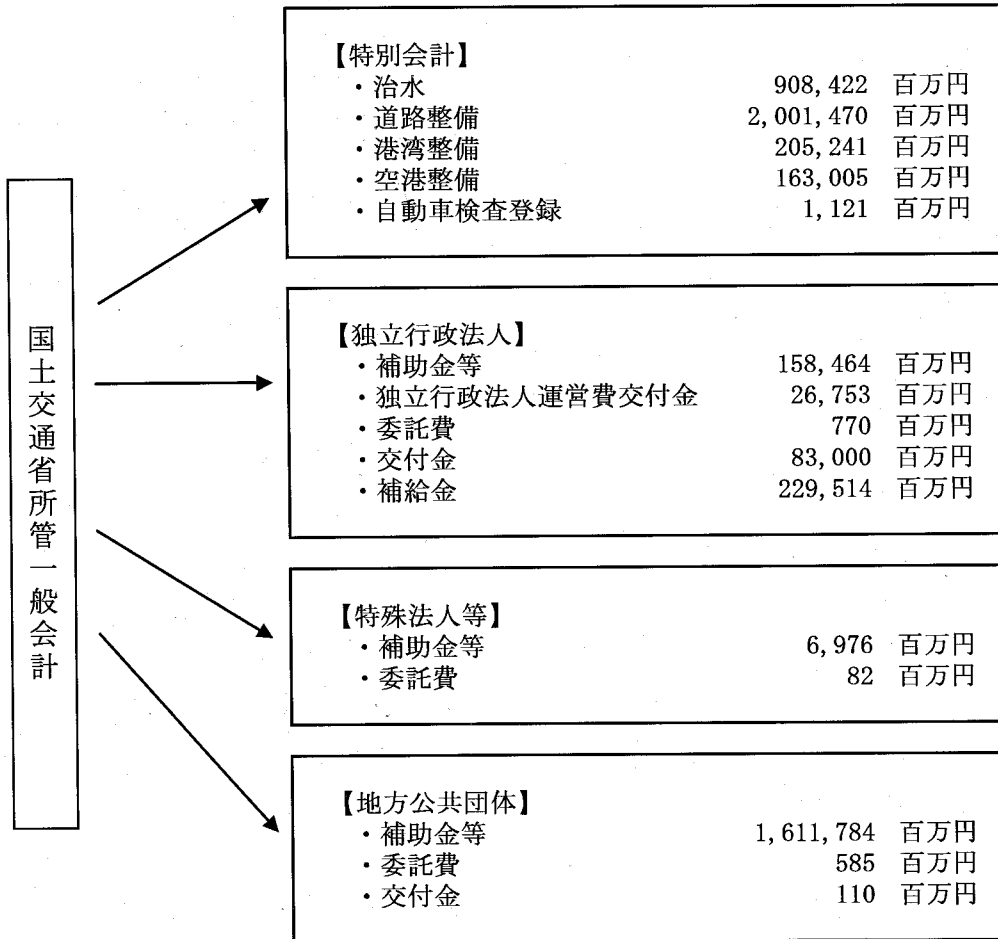 国土交通省所管一般会計
【特別会計】
・治水 908,422 百万円
・道路整備 2,001,470 百万円
・港湾整備 205,241 百万円
・空港整備 163,005 百万円
・自動車検査登録 1,121 百万円
【独立行政法人】
・補助金等 158,464 百万円
・独立行政法人運営費交付金 26,753 百万円
・委託費 770 百万円
・交付金 83,000 百万円
・補給金 229,514 百万円
【特殊法人等】
・補助金等 6,976 百万円
・委託費 82 百万円
【地方公共団体】
・補助金等 1,611,784 百万円
・委託費 585 百万円
・交付金 110 百万円